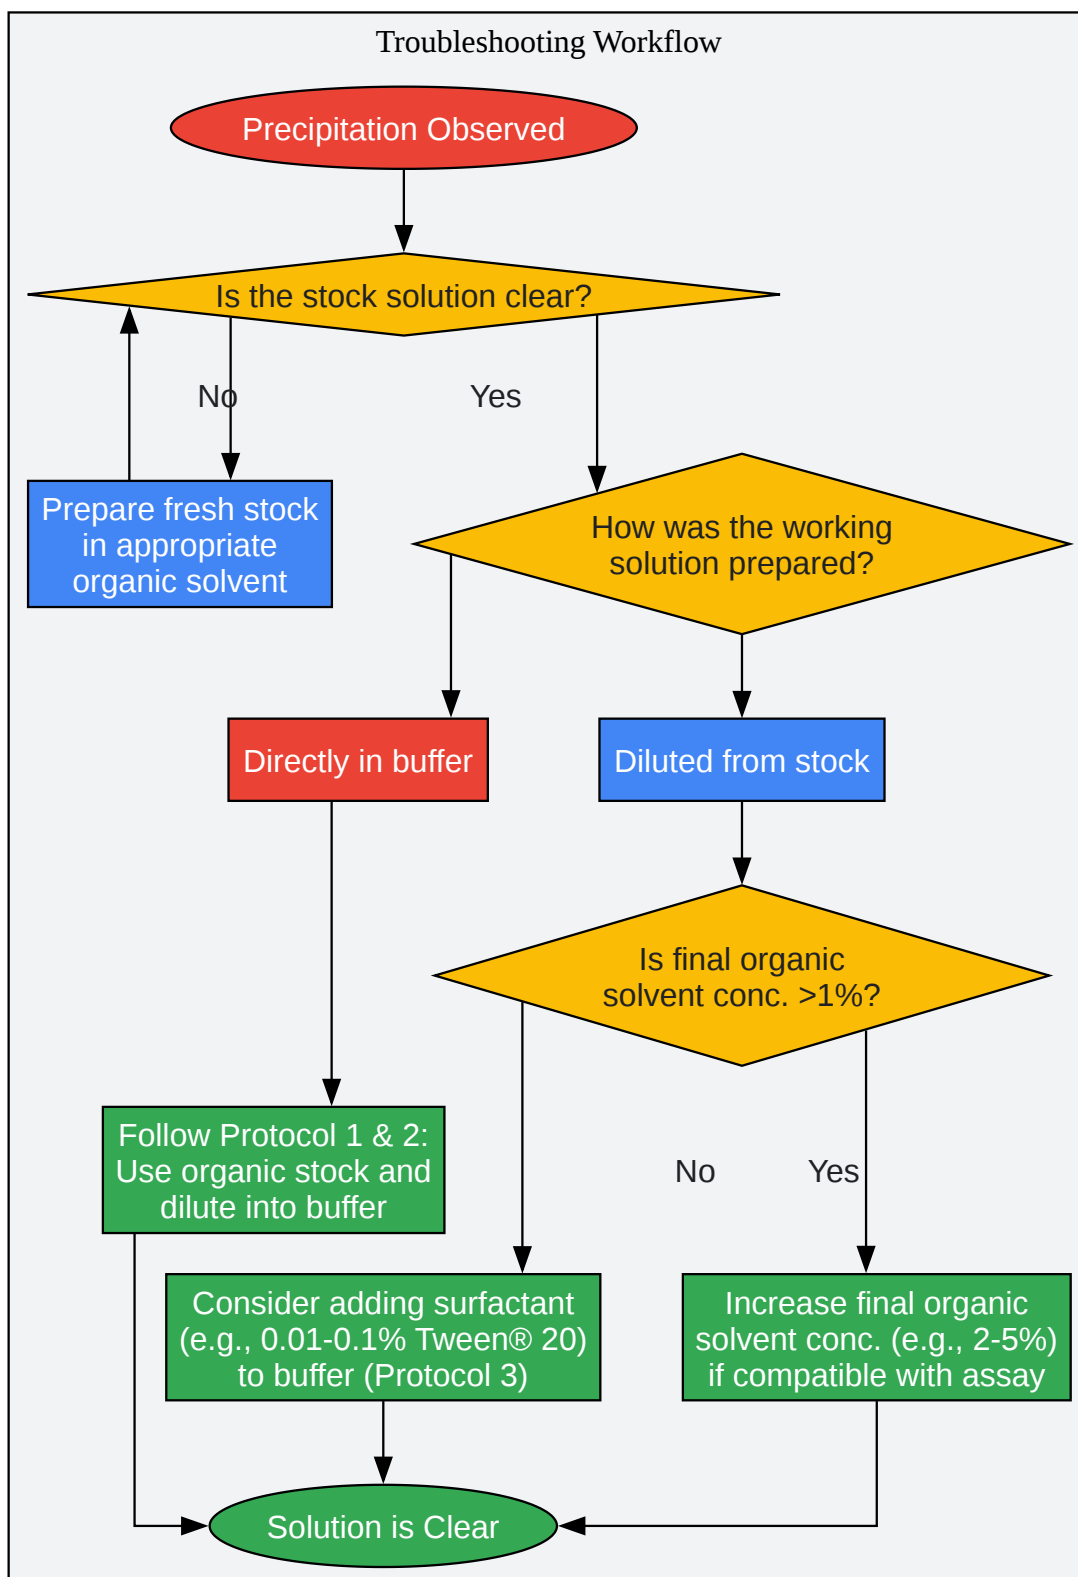 Troubleshooting Workflow
Precipitation Observed
Is the stock solution clear?
No
Yes
Prepare fresh stock
in appropriate
organic solvent
How was the working
solution prepared?
Directly in buffer
Diluted from stock
Is final organic
solvent conc. >1%?
Follow Protocol 1 & 2:
Use organic stock and
dilute into buffer
No
Yes
Consider adding surfactant
(e.g., 0.01-0.1% Tween® 20)
to buffer (Protocol 3)
Increase final organic
solvent conc. (e.g., 2-5%)
if compatible with assay
Solution is Clear